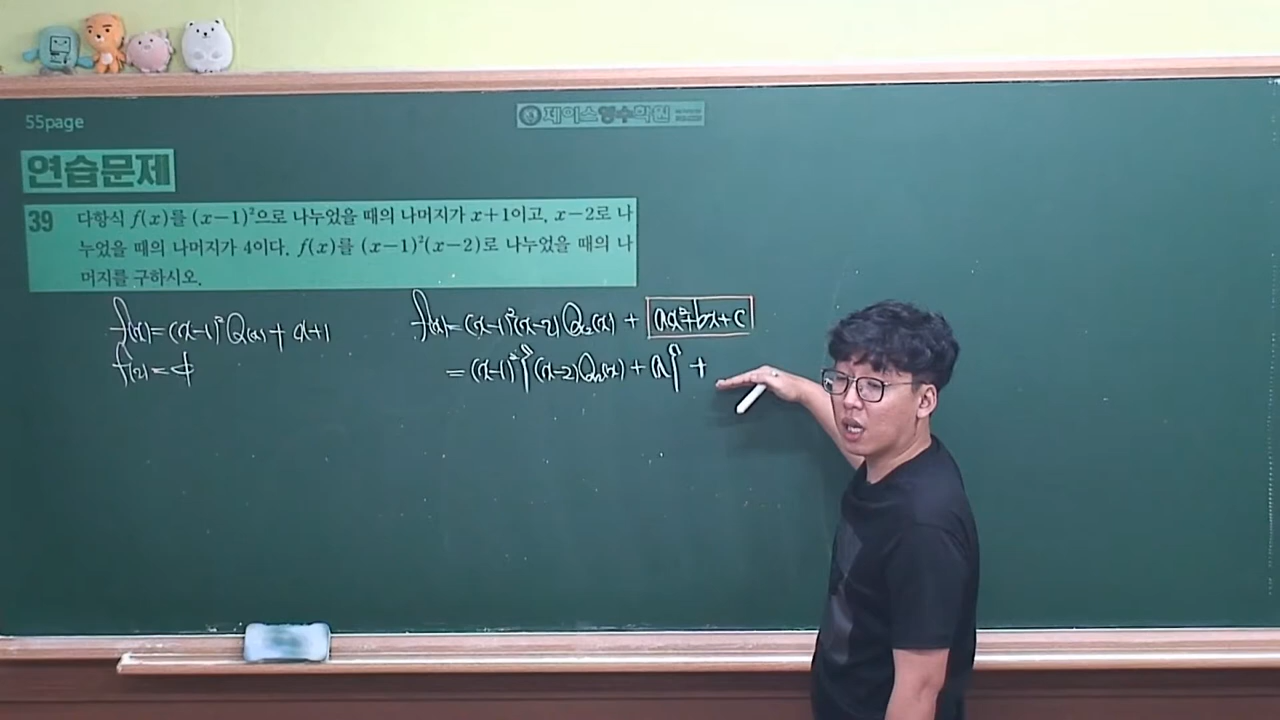 55page
제이스영수학원
연습문제
39 다항식 f(x)를 (x-1)²으로 나누었을 때의 나머지가 x+1이고, x-2로 나
누었을 때의 나머지가 4이다. f(x)를 (x-1)²(x-2)로 나누었을 때의 나
머지를 구하시오.
f(x)=(x-1)²Q(x)+x+1
f(2)=4
f(x)=(x-1)²(x-2)Q₂(x)+ax²+bx+c
=(x-1)²{(x-2)Q₂(x)+a}+